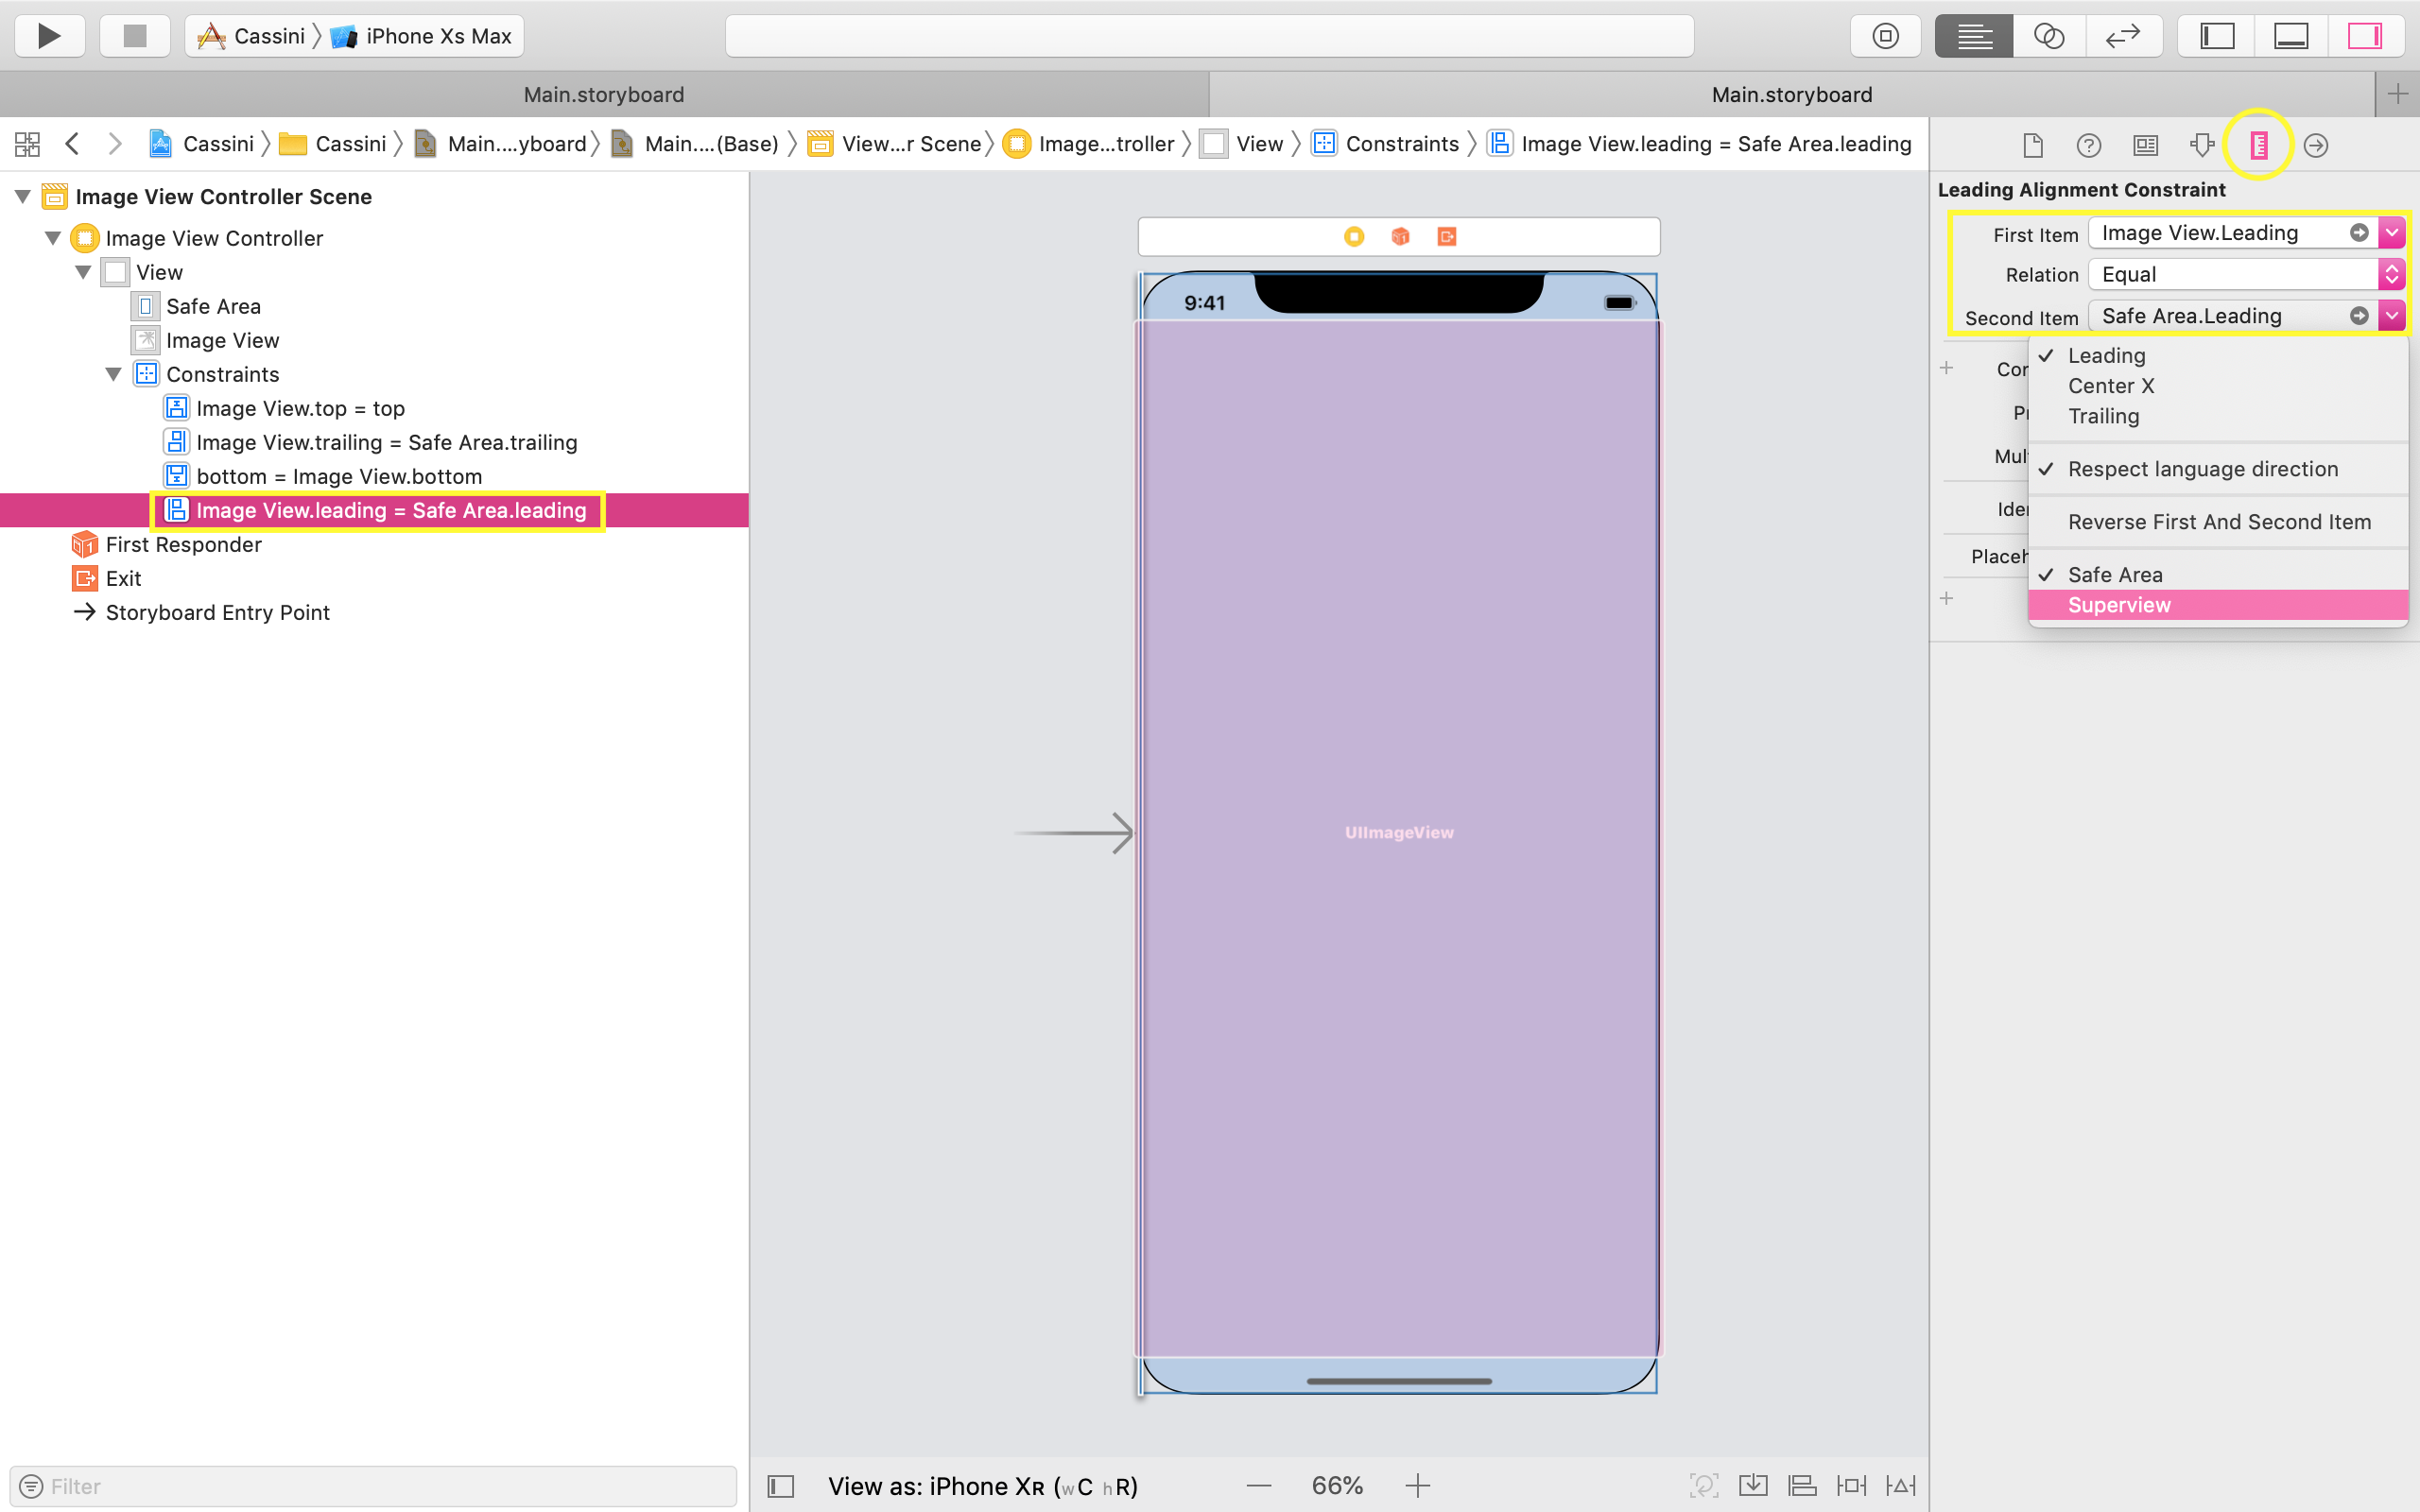 Cassini 〉 iPhone Xs Max
Main.storyboard
Main.storyboard
Cassini 〉 Cassini 〉 Main....yboard 〉 Main....(Base) 〉 View...r Scene 〉 Image...troller 〉 View 〉 Constraints 〉 Image View.leading = Safe Area.leading
Image View Controller Scene
Image View Controller
View
Safe Area
Image View
Constraints
Image View.top = top
Image View.trailing = Safe Area.trailing
bottom = Image View.bottom
Image View.leading = Safe Area.leading
First Responder
Exit
Storyboard Entry Point
Filter
9:41
UIImageView
View as: iPhone XR (wC hR)
66%
Leading Alignment Constraint
First Item Image View.Leading
Relation Equal
Second Item Safe Area.Leading
Con
Pr
Mul
Iden
Placeh
Leading
Center X
Trailing
Respect language direction
Reverse First And Second Item
Safe Area
Superview